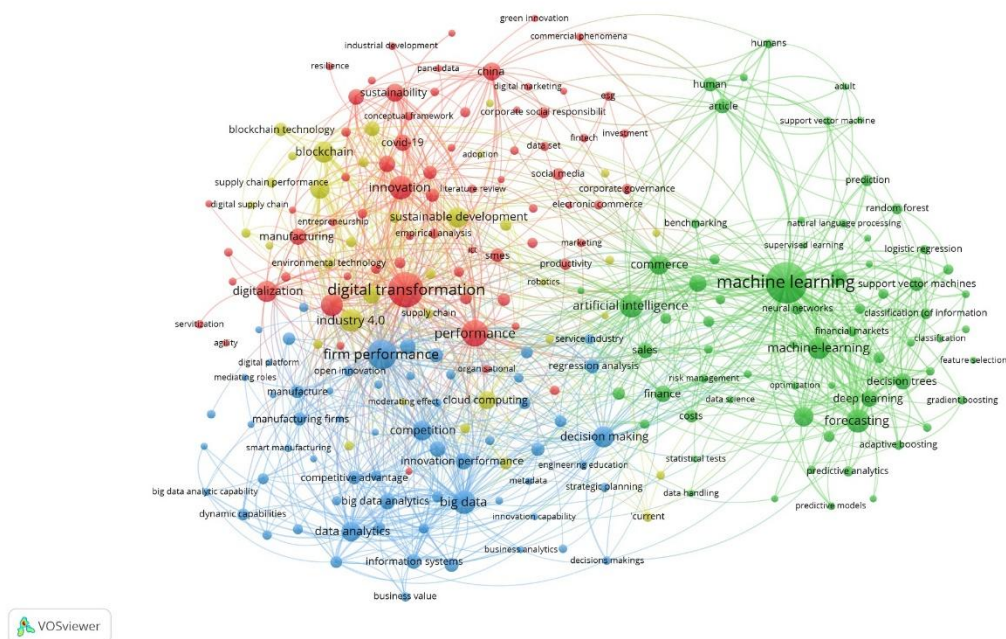 green innovation
commercial phenomena
industrial development
humans
resilience
panel data
china
digital marketing
human
adult
sustainability
esg
conceptual framework
corporate social responsibilit
article
blockchain technology
covid-19
fintech
investment
support vector machine
data set
blockchain
adoption
social media
supply chain performance
innovation
literature review
corporate governance
prediction
digital supply chain
electronic commerce
random forest
entrepreneurship
sustainable development
benchmarking
natural language processing
manufacturing
empirical analysis
marketing
supervised learning
logistic regression
ict
smes
environmental technology
productivity
commerce
robotics
machine learning
support vector machines
digitalization
digital transformation
artificial intelligence
neural networks
classification (of information
supply chain
servitization
industry 4,0
performance
financial markets
service industry
classification
agility
firm performance
sales
machine-learning
digital platform
open innovation
organisational
regression analysis
feature selection
mediating roles
risk management
optimization
decision trees
manufacture
moderating effect
cloud computing
finance
data science
deep learning
gradient boosting
manufacturing firms
costs
forecasting
competition
decision making
smart manufacturing
adaptive boosting
innovation performance
engineering education
statistical tests
competitive advantage
metadata
strategic planning
predictive analytics
big data analytic capability
data handling
big data analytics
big data
predictive models
dynamic capabilities
innovation capability
current
data analytics
business analytics
information systems
decisions makings
business value
VOSviewer